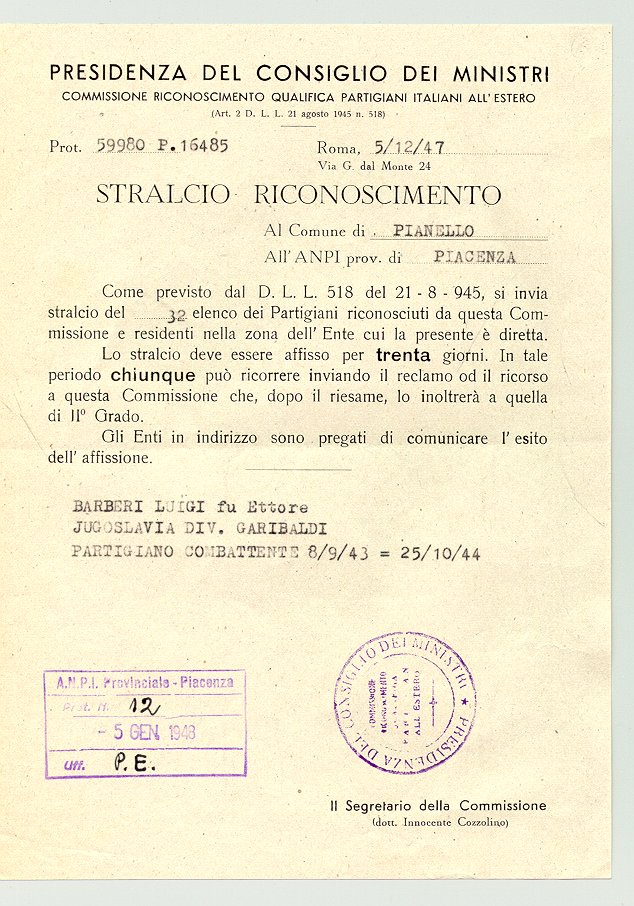 PRESIDENZA DEL CONSIGLIO DEI MINISTRI
COMMISSIONE RICONOSCIMENTO QUALIFICA PARTIGIANI ITALIANI ALL' ESTERO
(Art. 2 D. L. L. 21 agosto 1945 n. 518)
Prot. 59980 P.16485 Roma, 5/12/47
Via G. dal Monte 24
STRALCIO RICONOSCIMENTO
Al Comune di PIANELLO
All' ANPI prov. di PIACENZA
Come previsto dal D. L. L. 518 del 21 - 8 - 945, si invia
stralcio del 32 elenco dei Partigiani riconosciuti da questa Com-
missione e residenti nella zona dell' Ente cui la presente è diretta.
Lo stralcio deve essere affisso per trenta giorni. In tale
periodo chiunque può ricorrere inviando il reclamo od il ricorso
a questa Commissione che, dopo il riesame, lo inoltrerà a quella
di IIº Grado.
Gli Enti in indirizzo sono pregati di comunicare l' esito
dell' affissione.
BARBERI LUIGI fu Ettore
JUGOSLAVIA DIV. GARIBALDI
PARTIGIANO COMBATTENTE 8/9/43 = 25/10/44
A.N.P.I. Provinciale - Piacenza
Prot. N. 12
- 5 GEN. 1948
Uff. P.E.
PRESIDENZA DEL CONSIGLIO DEI MINISTRI ★
COMMISSIONE
RICONOSCIMENTO
ALL ESTERO
Il Segretario della Commissione
(dott. Innocente Cozzolino)